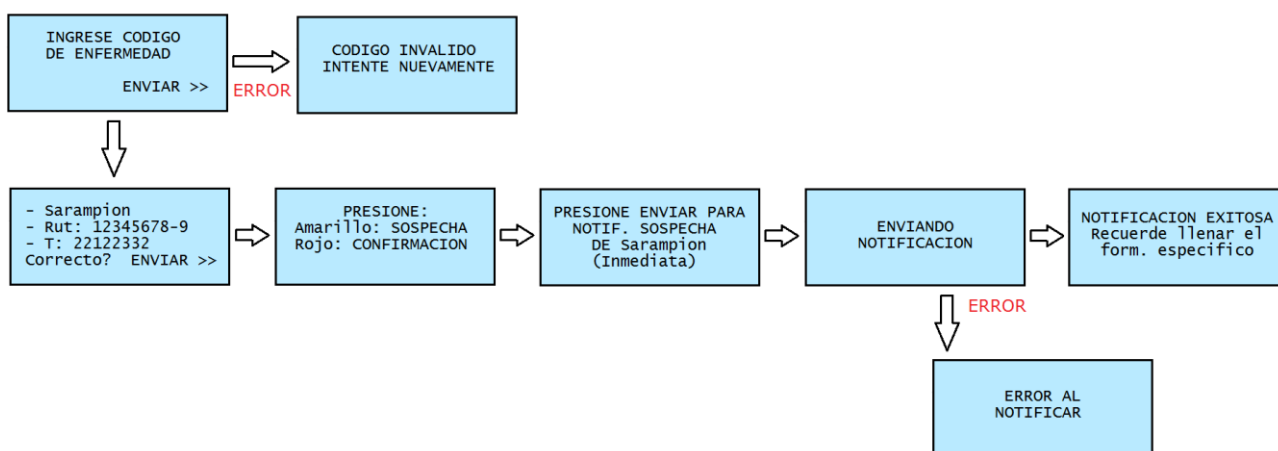 INGRESE CODIGO
DE ENFERMEDAD
ENVIAR >>
ERROR
CODIGO INVALIDO
INTENTE NUEVAMENTE
- Sarampion
- Rut: 12345678-9
- T: 22122332
Correcto? ENVIAR >>
PRESIONE:
Amarillo: SOSPECHA
Rojo: CONFIRMACION
PRESIONE ENVIAR PARA
NOTIF. SOSPECHA
DE Sarampion
(Inmediata)
ENVIANDO
NOTIFICACION
NOTIFICACION EXITOSA
Recuerde llenar el
form. especifico
ERROR
ERROR AL
NOTIFICAR